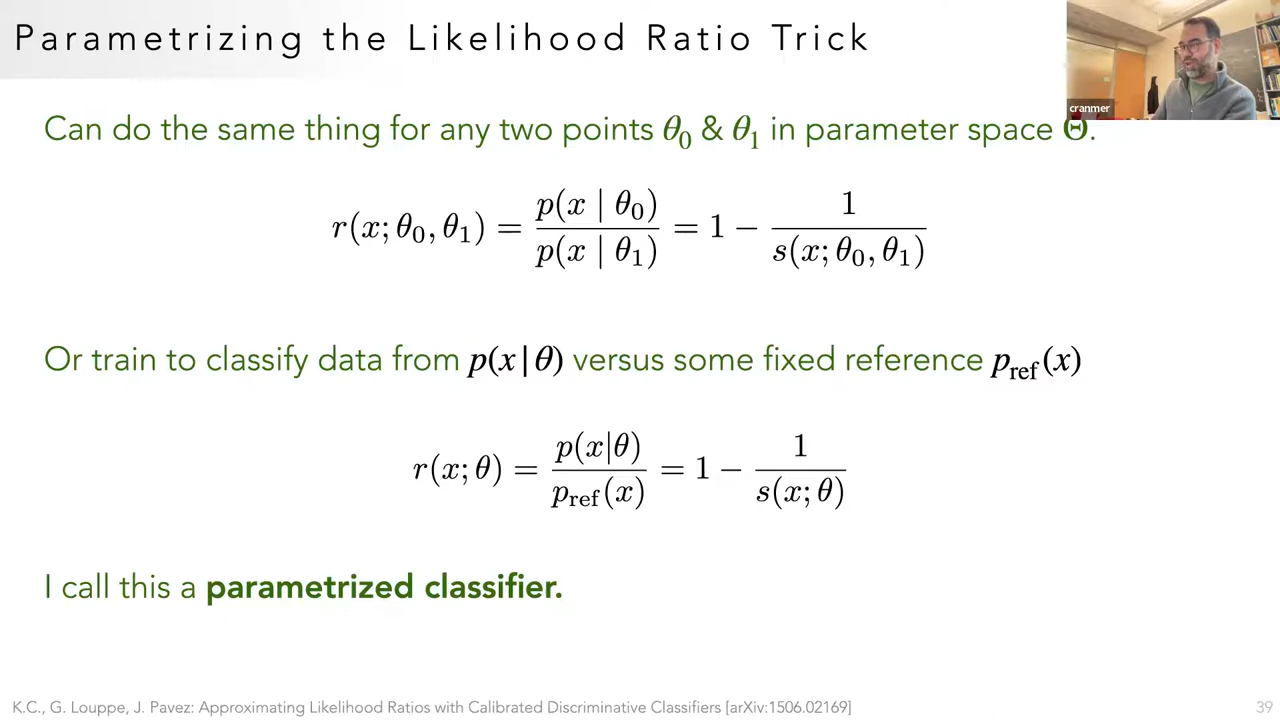 Parametrizing the Likelihood Ratio Trick
cranmer
Can do the same thing for any two points θ₀ & θ₁ in parameter space Θ.
r(x; θ₀, θ₁) = p(x | θ₀) / p(x | θ₁) = 1 − 1 / s(x; θ₀, θ₁)
Or train to classify data from p(x|θ) versus some fixed reference p_ref(x)
r(x; θ) = p(x|θ) / p_ref(x) = 1 − 1 / s(x; θ)
I call this a parametrized classifier.
K.C., G. Louppe, J. Pavez: Approximating Likelihood Ratios with Calibrated Discriminative Classifiers [arXiv:1506.02169]
39